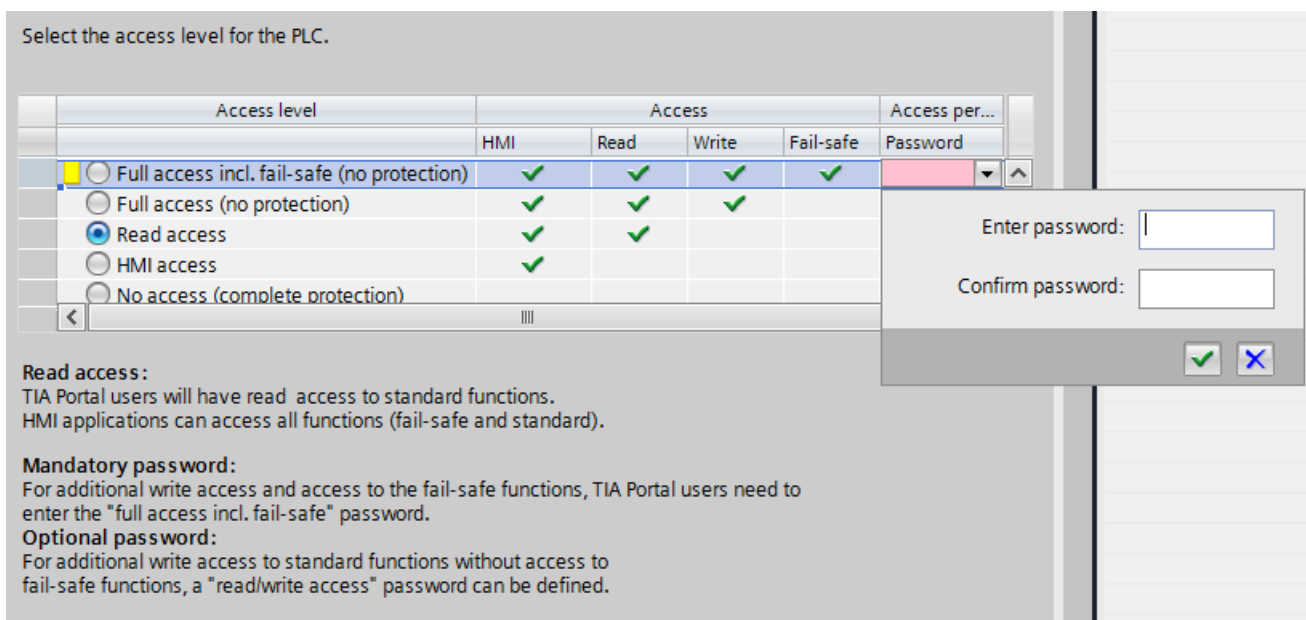 Select the access level for the PLC.
Access level Access Access per...
HMI Read Write Fail-safe Password
Full access incl. fail-safe (no protection)
Full access (no protection)
Read access
HMI access
No access (complete protection)
Enter password:
Confirm password:
Read access:
TIA Portal users will have read access to standard functions.
HMI applications can access all functions (fail-safe and standard).
Mandatory password:
For additional write access and access to the fail-safe functions, TIA Portal users need to
enter the "full access incl. fail-safe" password.
Optional password:
For additional write access to standard functions without access to
fail-safe functions, a "read/write access" password can be defined.